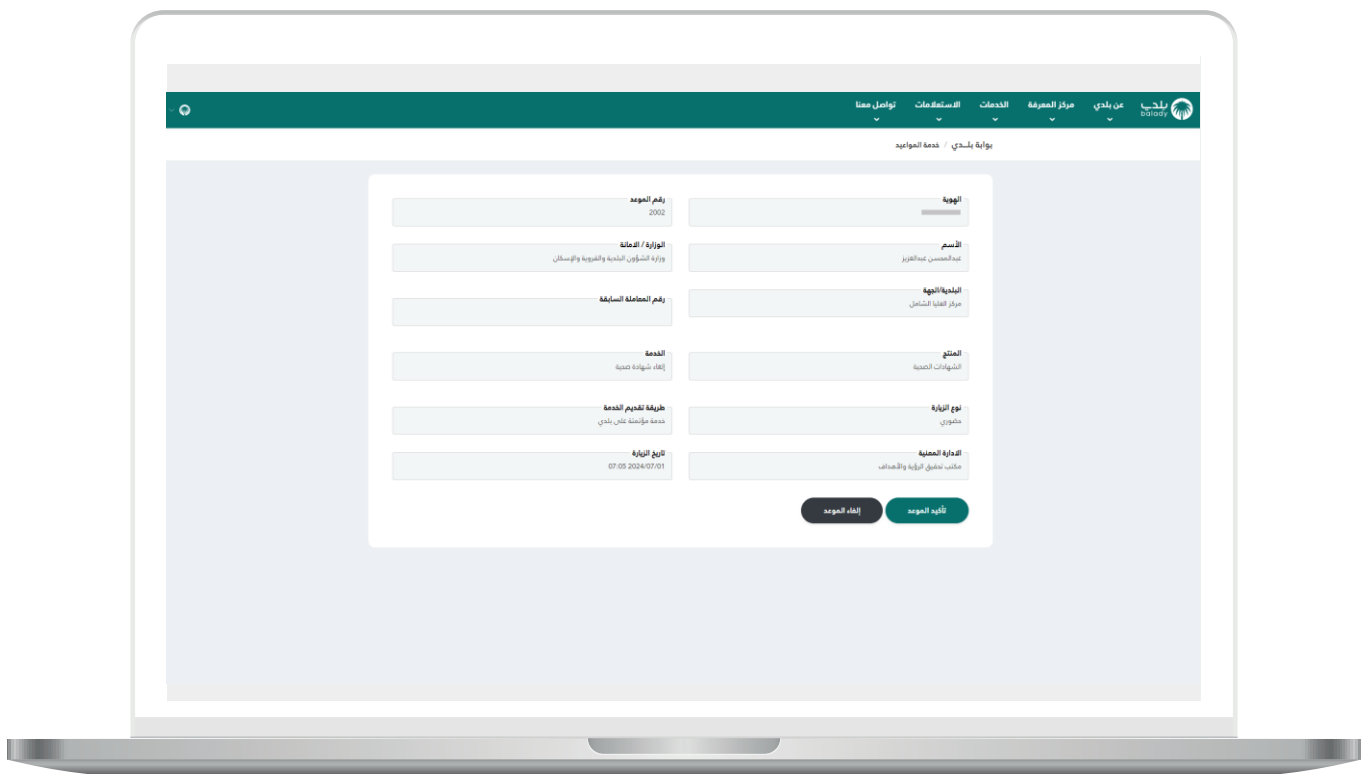 بلدي
balady
عن بلدي
مركز المعرفة
الخدمات
الاستعلامات
تواصل معنا
بوابة بلــدي / خدمة المواعيد
الهوية
رقم الموعد
2002
الأسم
عبدالمحسن عبدالعزيز
الوزارة / الامانة
وزارة الشؤون البلدية والقروية والإسكان
البلدية/الجهة
مركز العليا الشامل
رقم المعاملة السابقة
المنتج
الشهادات الصحية
الخدمة
إلغاء شهادة صحية
نوع الزيارة
حضوري
طريقة تقديم الخدمة
خدمة مؤتمتة على بلدي
الادارة المعنية
مكتب تحقيق الرؤية والأهداف
تاريخ الزيارة
2024/07/01 07:05
تأكيد الموعد
إلغاء الموعد